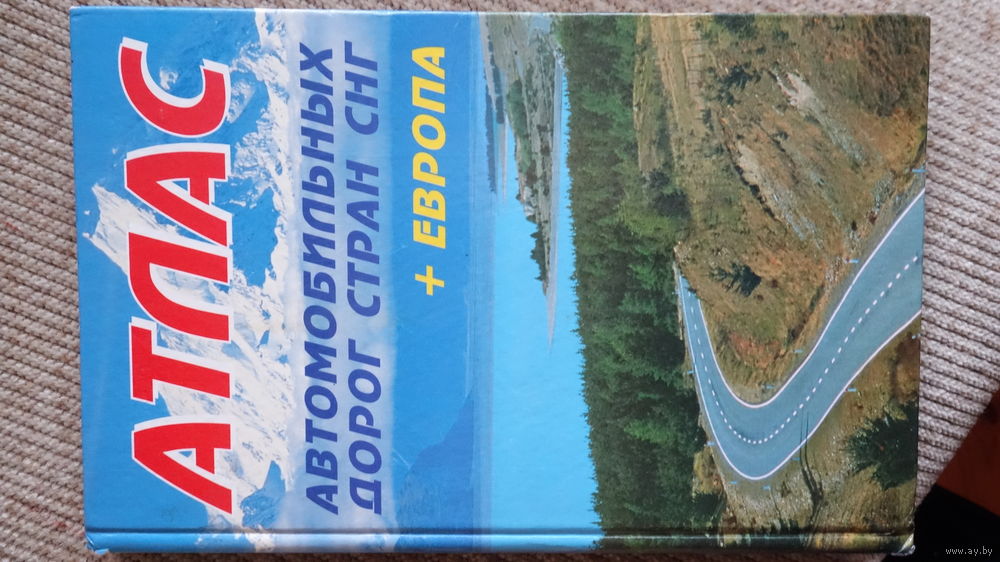 АТЛАС
АВТОМОБИЛЬНЫХ
ДОРОГ СТРАН СНГ
+ ЕВРОПА
www.ay.by